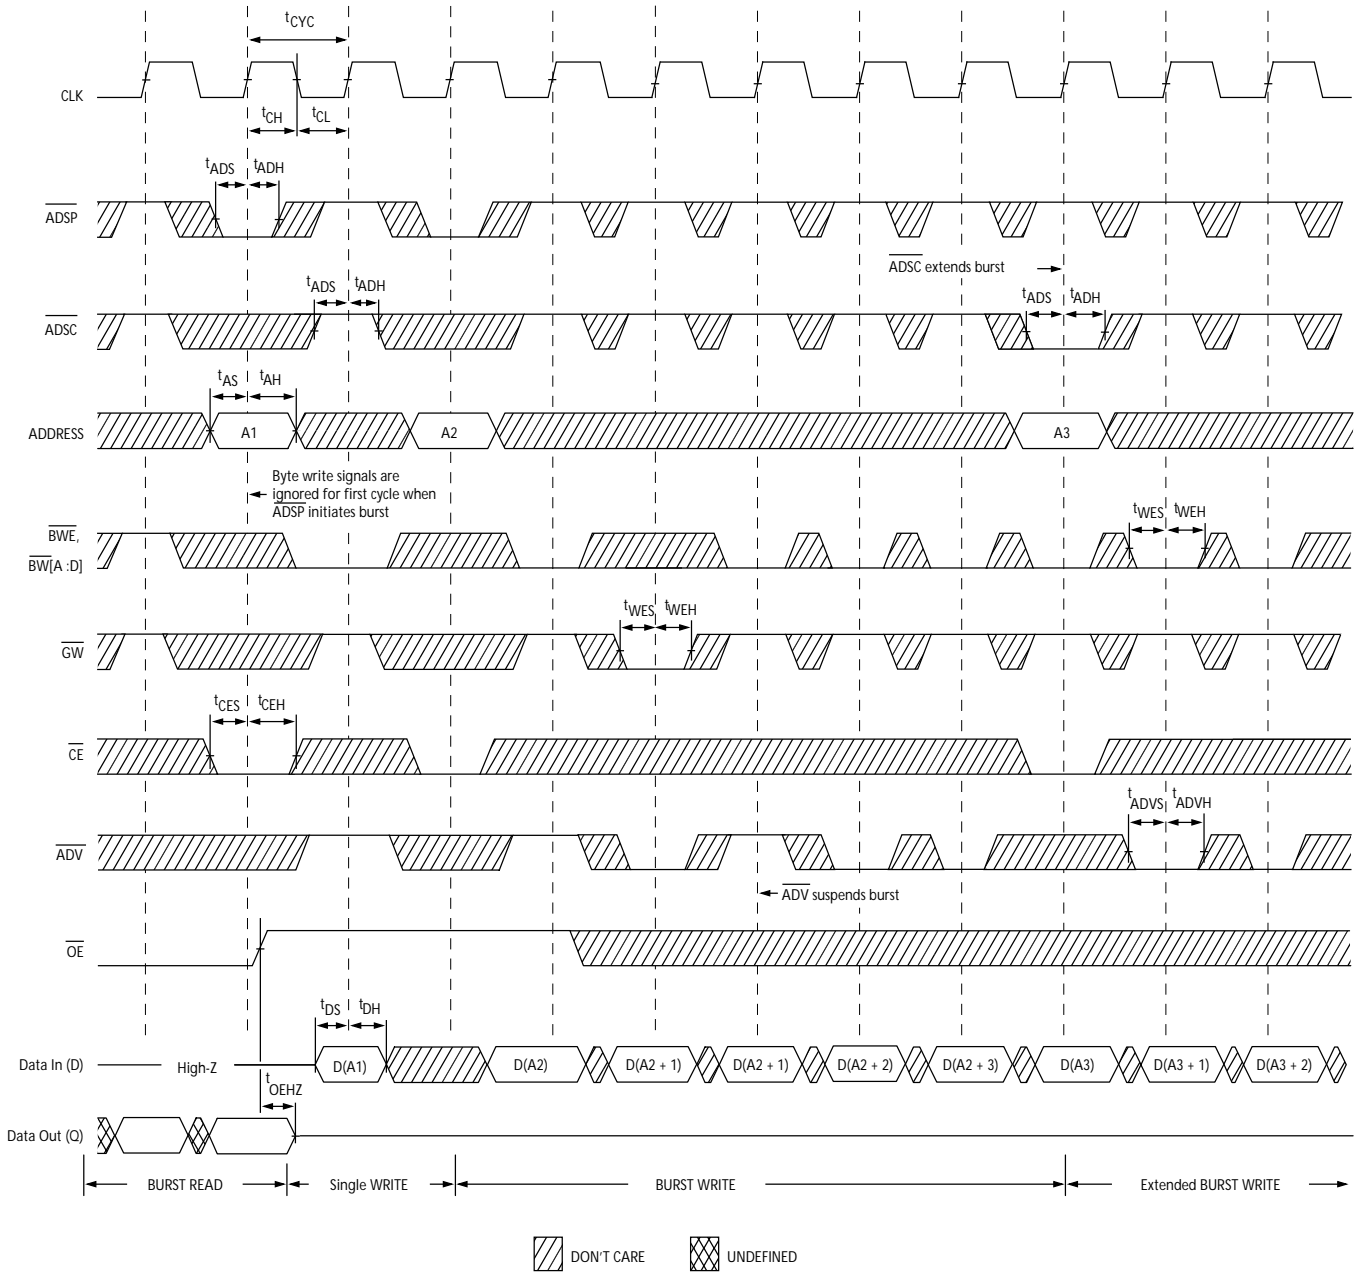 tCYC
CLK
tCH
tCL
tADS
tADH
ADSP
ADSC extends burst
tADS
tADH
tADS
tADH
ADSC
tAS
tAH
ADDRESS
A1
A2
A3
Byte write signals are
ignored for first cycle when
ADSP initiates burst
BWE,
BW[A :D]
tWES
tWEH
tWES
tWEH
GW
tCES
tCEH
CE
tADVS
tADVH
ADV
ADV suspends burst
OE
tDS
tDH
Data In (D)
High-Z
D(A1)
D(A2)
D(A2 + 1)
D(A2 + 1)
D(A2 + 2)
D(A2 + 3)
D(A3)
D(A3 + 1)
D(A3 + 2)
tOEHZ
Data Out (Q)
BURST READ
Single WRITE
BURST WRITE
Extended BURST WRITE
DON'T CARE
UNDEFINED